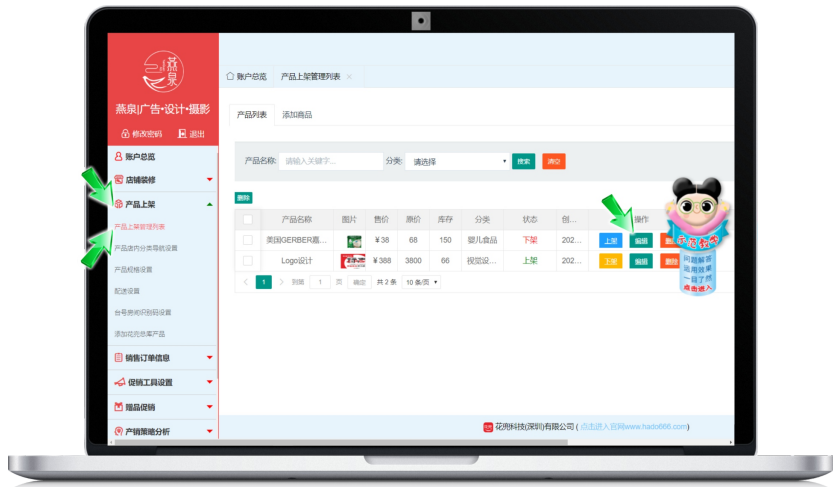 燕泉
燕泉|广告•设计•摄影
修改密码 退出
账户总览
店铺装修
产品上架
产品上架管理列表
产品店内分类导航设置
产品规格设置
配送设置
台号房间识别码设置
添加花兜总库产品
销售订单信息
促销工具设置
赠品促销
产销策略分析
账户总览 产品上架管理列表 ×
产品列表 添加商品
产品名称: 请输入关键字... 分类: 请选择 搜索 清空
删除
产品名称 图片 售价 原价 库存 分类 状态 创... 操作
美国GERBER嘉... ¥38 68 150 婴儿食品 下架 202... 上架 编辑
Logo设计 ¥388 3800 66 视觉设... 上架 202... 下架 编辑 删除
< 1 > 到第 1 页 确定 共2条 10条/页
示范教学
问题解答
运用效果
一目了然
点击进入
花兜科技(深圳)有限公司 ( 点击进入官网www.hado666.com)